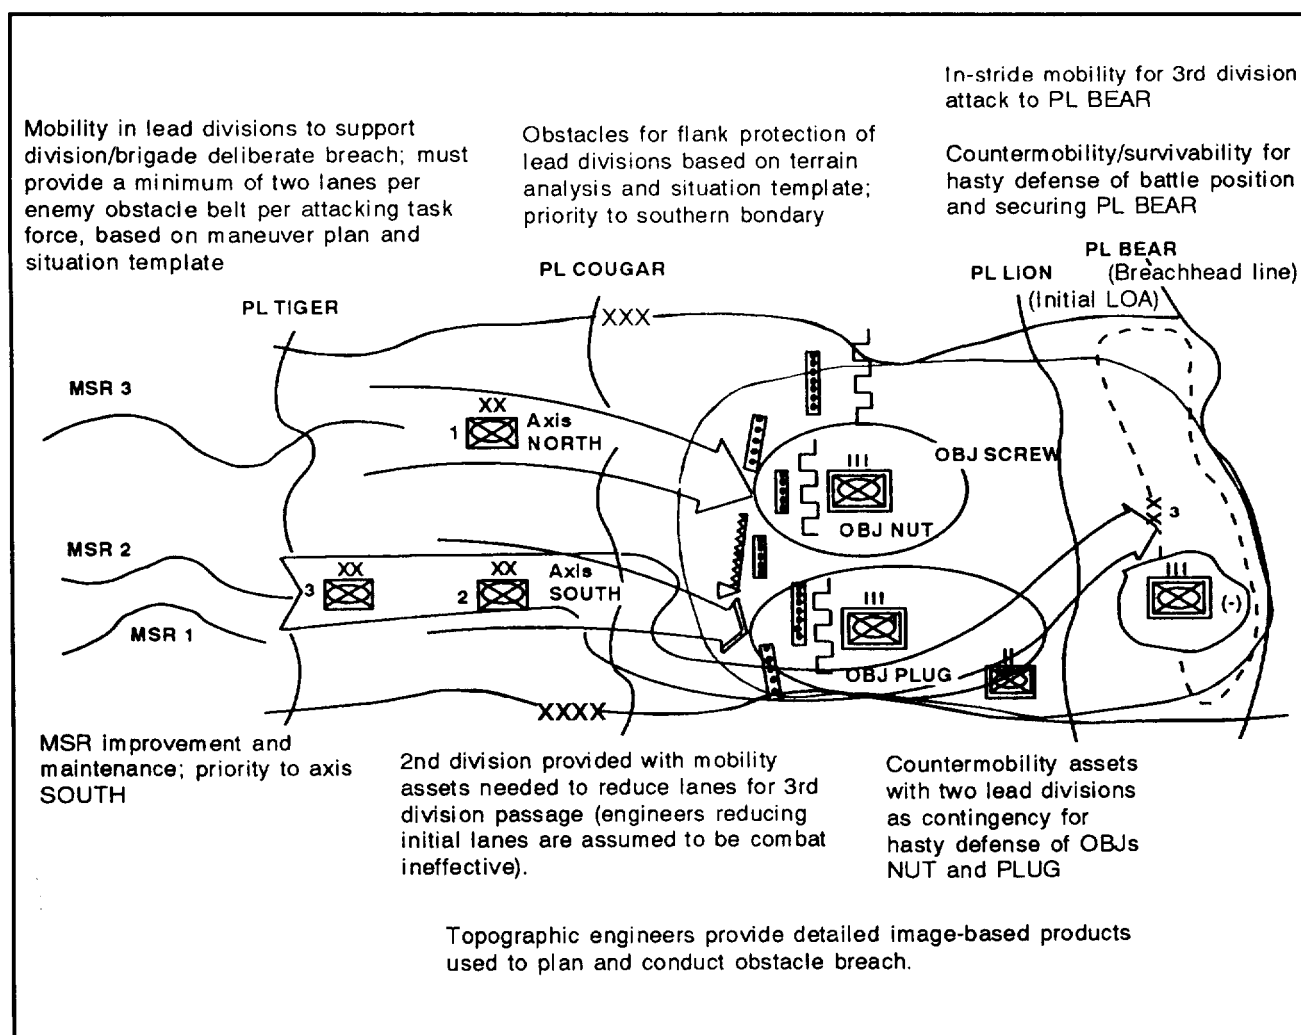 In-stride mobility for 3rd division
attack to PL BEAR
Mobility in lead divisions to support
division/brigade deliberate breach; must
provide a minimum of two lanes per
enemy obstacle belt per attacking task
force, based on maneuver plan and
situation template
Obstacles for flank protection of
lead divisions based on terrain
analysis and situation template;
priority to southern bondary
Countermobility/survivability for
hasty defense of battle position
and securing PL BEAR
PL BEAR
(Breachhead line)
PL COUGAR
PL LION
(Initial LOA)
PL TIGER
XXX
MSR 3
XX
1
Axis
NORTH
OBJ SCREW
III
OBJ NUT
XX
3
MSR 2
XX
3
XX
2
Axis
SOUTH
III
OBJ PLUG
III
(-)
MSR 1
II
XXXX
MSR improvement and
maintenance; priority to axis
SOUTH
2nd division provided with mobility
assets needed to reduce lanes for 3rd
division passage (engineers reducing
initial lanes are assumed to be combat
ineffective).
Countermobility assets
with two lead divisions
as contingency for
hasty defense of OBJs
NUT and PLUG
Topographic engineers provide detailed image-based products
used to plan and conduct obstacle breach.